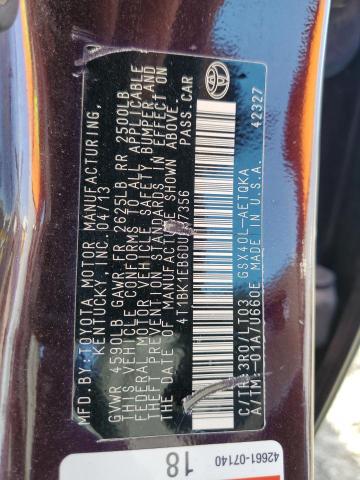 MFD.BY:TOYOTA MOTOR MANUFACTURING,
KENTUCKY, INC. 04/13
GVWR 4590LB GAWR FR 2625LB RR 2500LB
THIS VEHICLE CONFORMS TO ALL APPLICABLE
FEDERAL MOTOR VEHICLE SAFETY, BUMPER, AND
THEFT PREVENTION STANDARDS IN EFFECT ON
THE DATE OF MANUFACTURE SHOWN ABOVE.
PASS.CAR
C/TR:3R0/LT03 GSX40L-AETQKA
A/TM:-01A/U660E MADE IN U.S.A.
42327
42661-07140
18